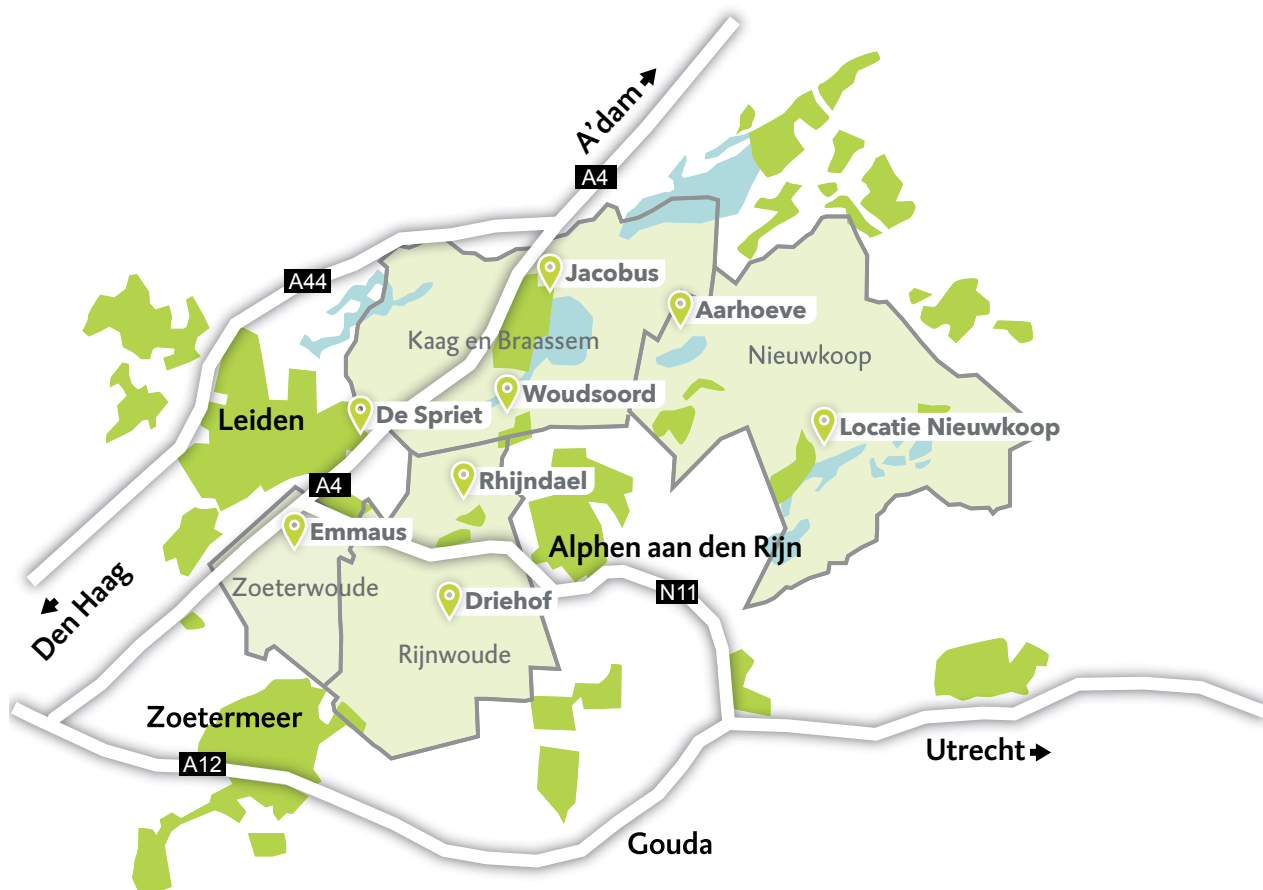 A'dam
A4
Jacobus
A44
Aarhoeve
Kaag en Braassem
Nieuwkoop
Woudsoord
De Spriet
Leiden
Locatie Nieuwkoop
Rhijndael
A4
Emmaus
Alphen aan den Rijn
Zoeterwoude
N11
Driehof
Den Haag
Rijnwoude
Zoetermeer
Utrecht
A12
Gouda